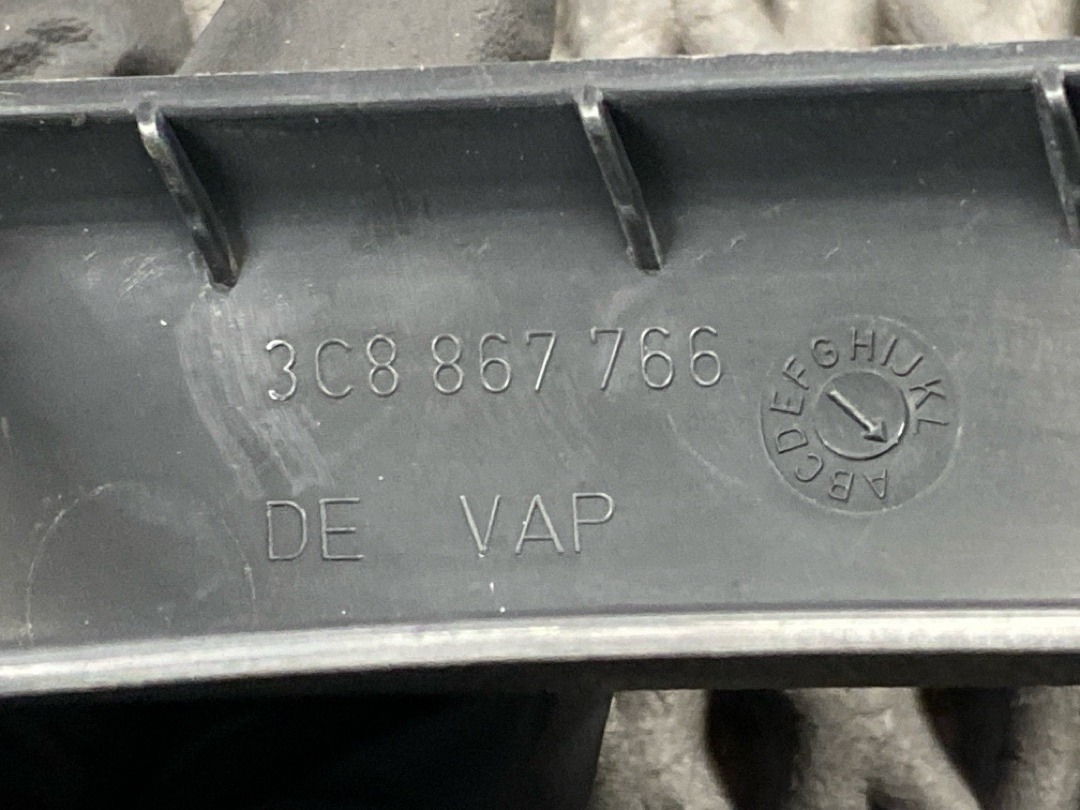 3C8 867 766
ABCDEFGHIJKL
DE VAP